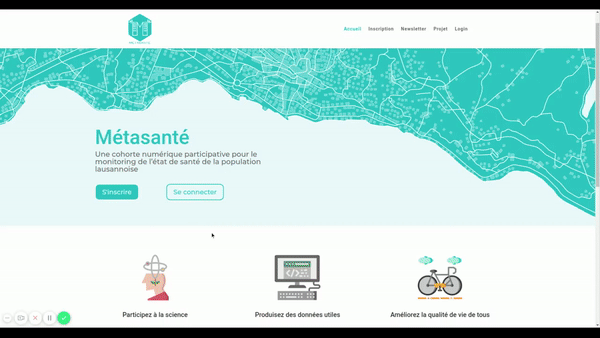 Accueil Inscription Newsletter Projet Login
Métasanté
Une cohorte numérique participative pour le
monitoring de l'état de santé de la population
lausannoise
S'inscrire Se connecter
Participez à la science Produisez des données utiles Améliorez la qualité de vie de tous